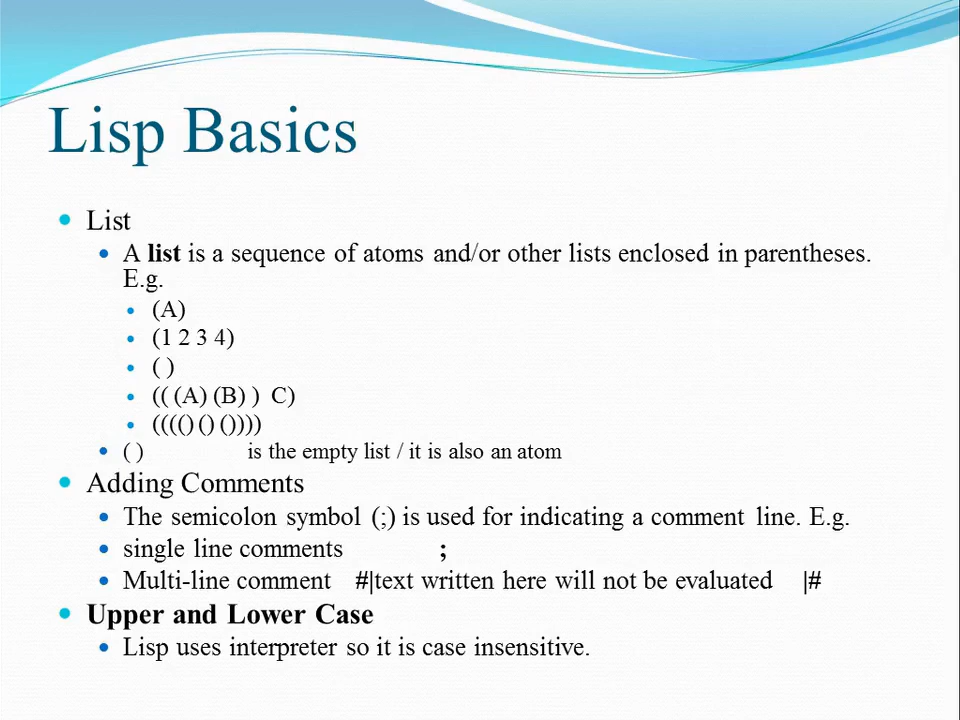 Lisp Basics
List
A list is a sequence of atoms and/or other lists enclosed in parentheses.
E.g.
(A)
(1 2 3 4)
( )
(( (A) (B) ) C)
(((() () ())))
( ) is the empty list / it is also an atom
Adding Comments
The semicolon symbol (;) is used for indicating a comment line. E.g.
single line comments ;
Multi-line comment #|text written here will not be evaluated |#
Upper and Lower Case
Lisp uses interpreter so it is case insensitive.